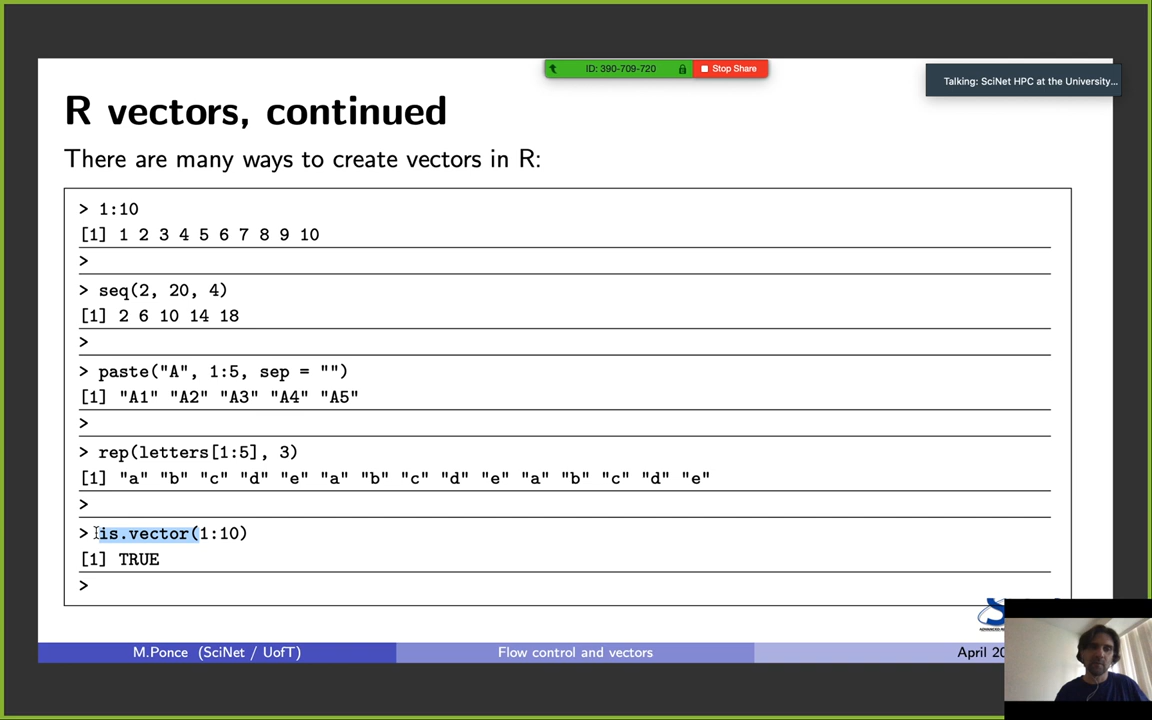 ID: 390-709-720
Stop Share
Talking: SciNet HPC at the University...
R vectors, continued
There are many ways to create vectors in R:
> 1:10
[1] 1 2 3 4 5 6 7 8 9 10
>
> seq(2, 20, 4)
[1] 2 6 10 14 18
>
> paste("A", 1:5, sep = "")
[1] "A1" "A2" "A3" "A4" "A5"
>
> rep(letters[1:5], 3)
[1] "a" "b" "c" "d" "e" "a" "b" "c" "d" "e" "a" "b" "c" "d" "e"
>
> is.vector(1:10)
[1] TRUE
>
M.Ponce (SciNet / UofT)
Flow control and vectors
April 20